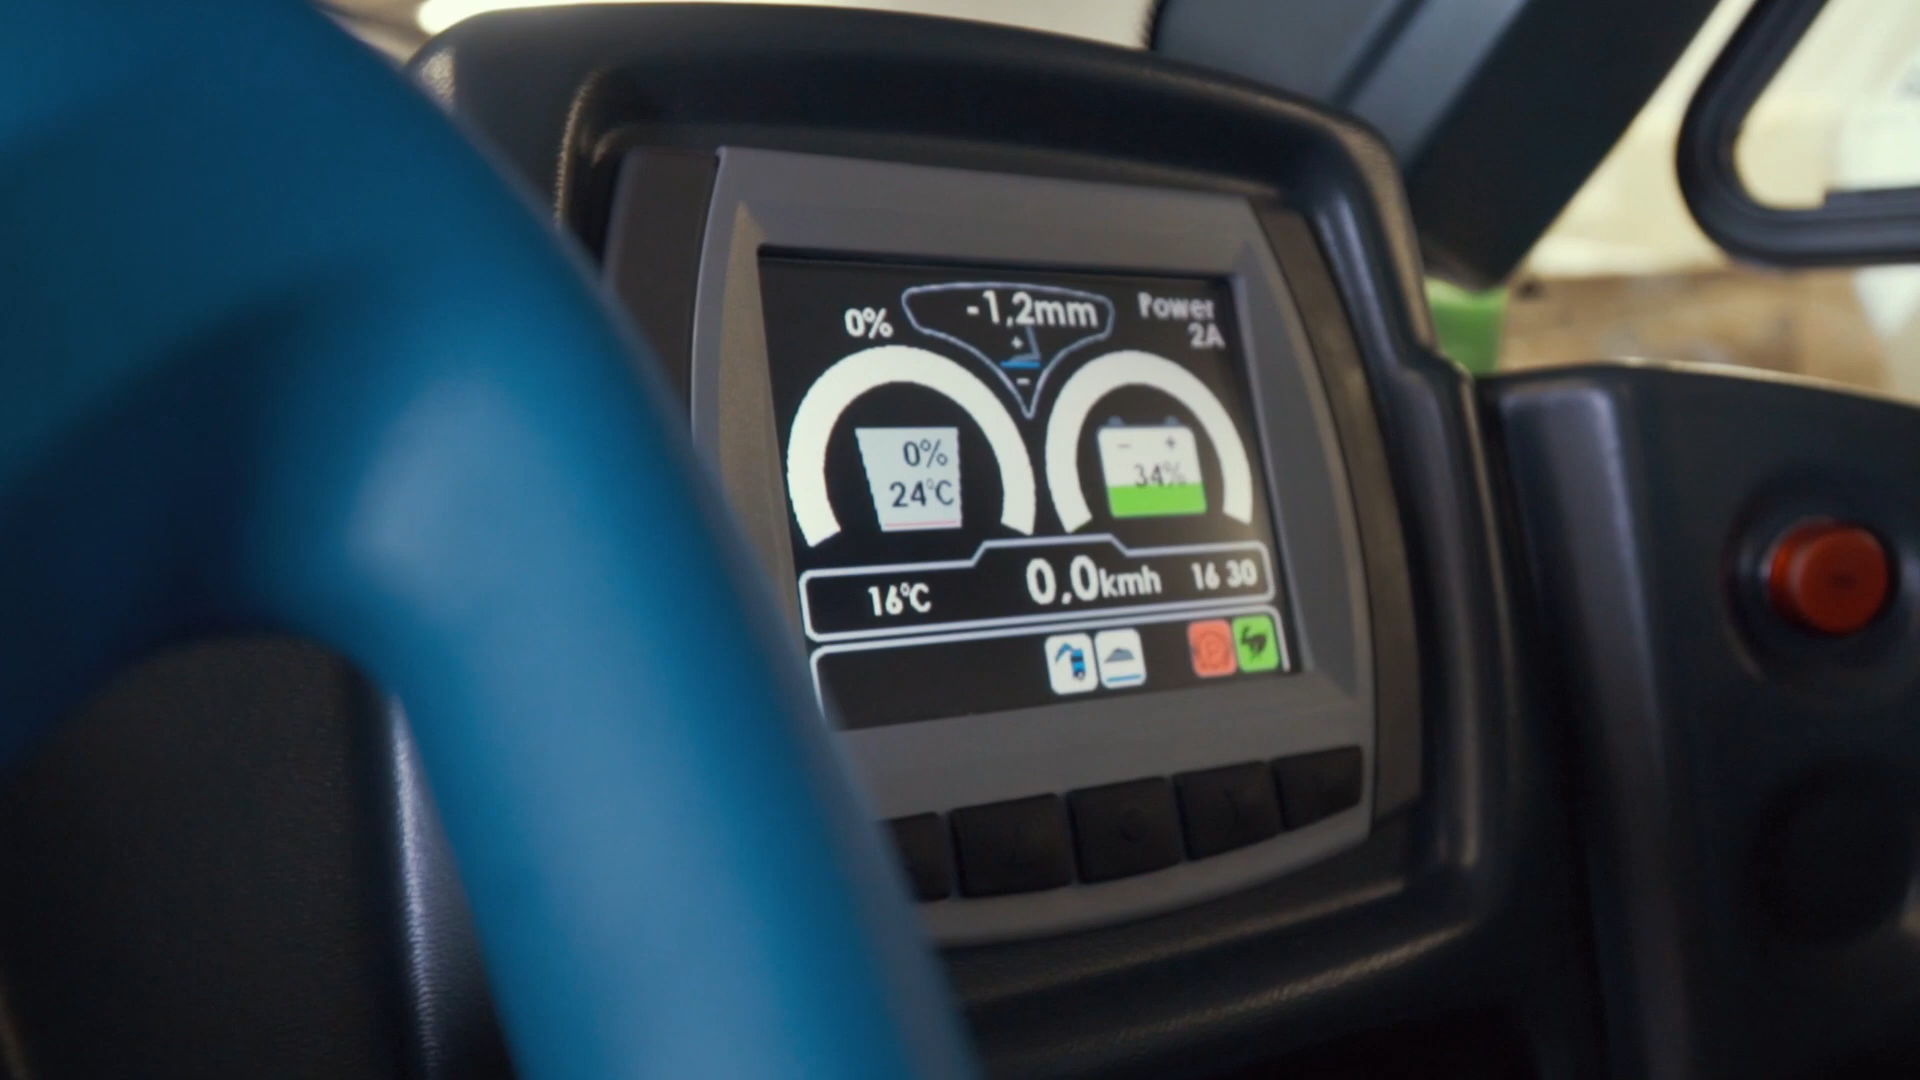 0%
-1,2mm
Power
2A
+
-
0%
24°C
- +
34%
16°C
0,0kmh
16 30
P